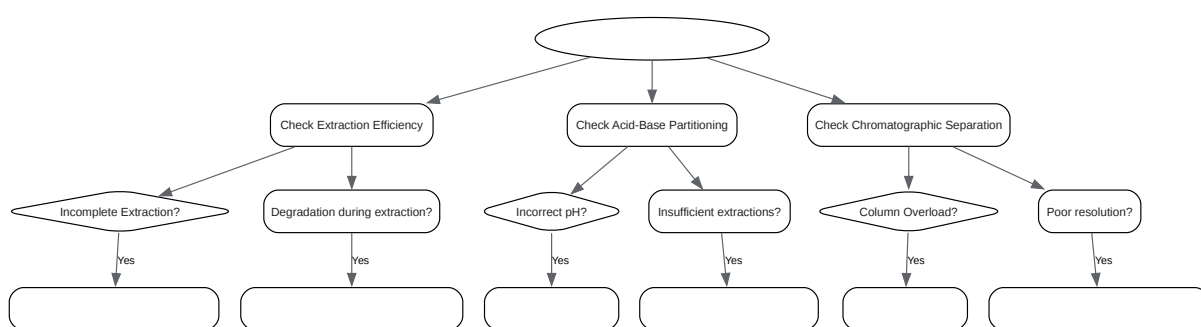 Check Extraction Efficiency
Check Acid-Base Partitioning
Check Chromatographic Separation
Incomplete Extraction?
Degradation during extraction?
Incorrect pH?
Insufficient extractions?
Column Overload?
Poor resolution?
Yes
Yes
Yes
Yes
Yes
Yes